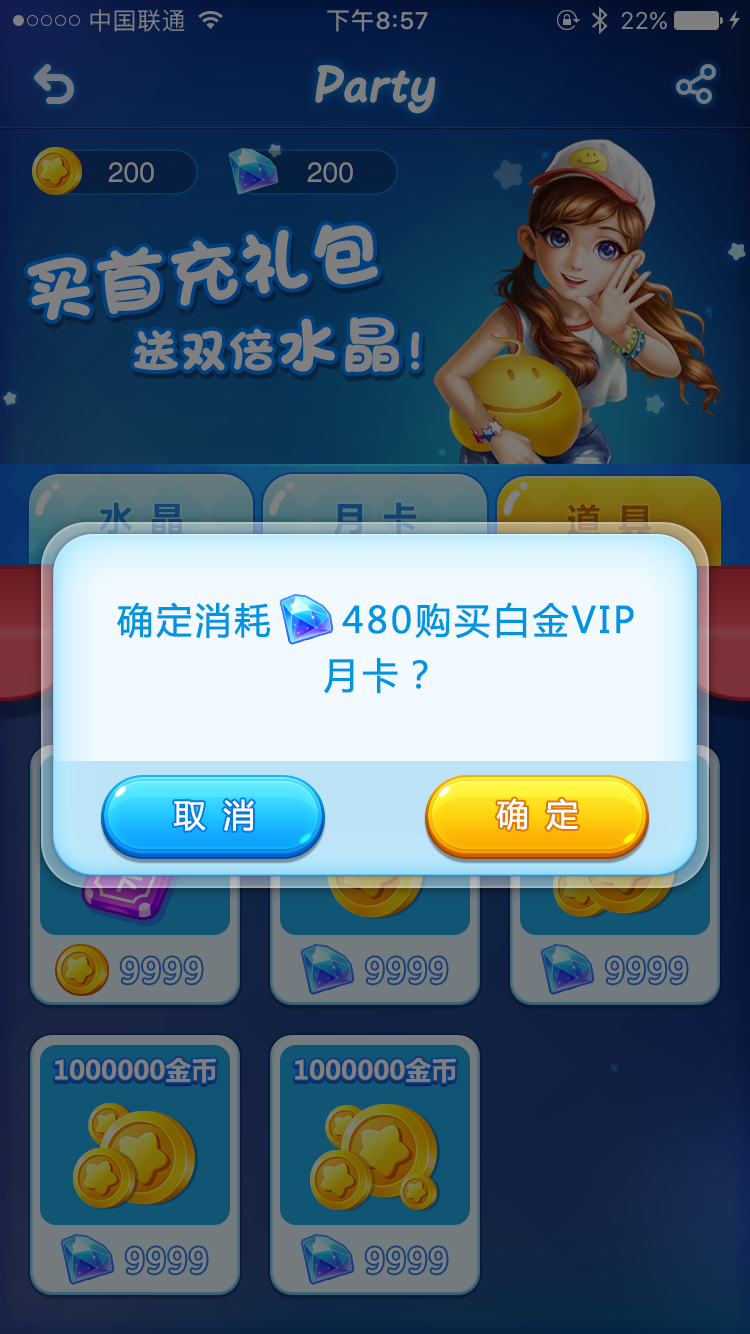 中国联通 下午8:57 22%
Party
200 200
买首充礼包
送双倍水晶!
水晶 月卡 道具
确定消耗 480购买白金VIP
月卡？
取消 确定
9999 9999 9999
1000000金币 1000000金币
9999 9999